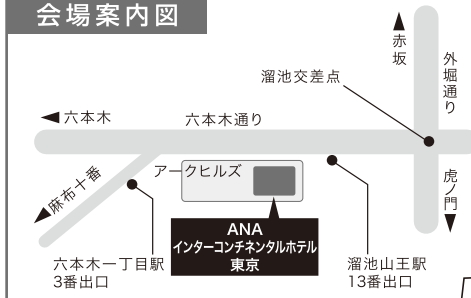 会場案内図
赤坂
外堀通り
溜池交差点
六本木
六本木通り
アークヒルズ
麻布十番
虎ノ門
ANA
インターコンチネンタルホテル
東京
六本木一丁目駅
3番出口
溜池山王駅
13番出口